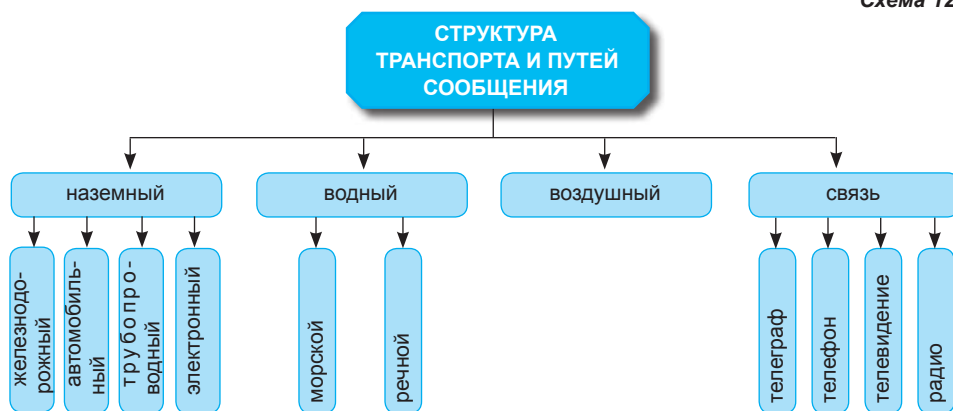 Схема 12
СТРУКТУРА
ТРАНСПОРТА И ПУТЕЙ
СООБЩЕНИЯ
наземный
водный
воздушный
связь
железнодо-
рожный
автомобиль-
ный
трубопро-
водный
электронный
морской
речной
телеграф
телефон
телевидение
радио